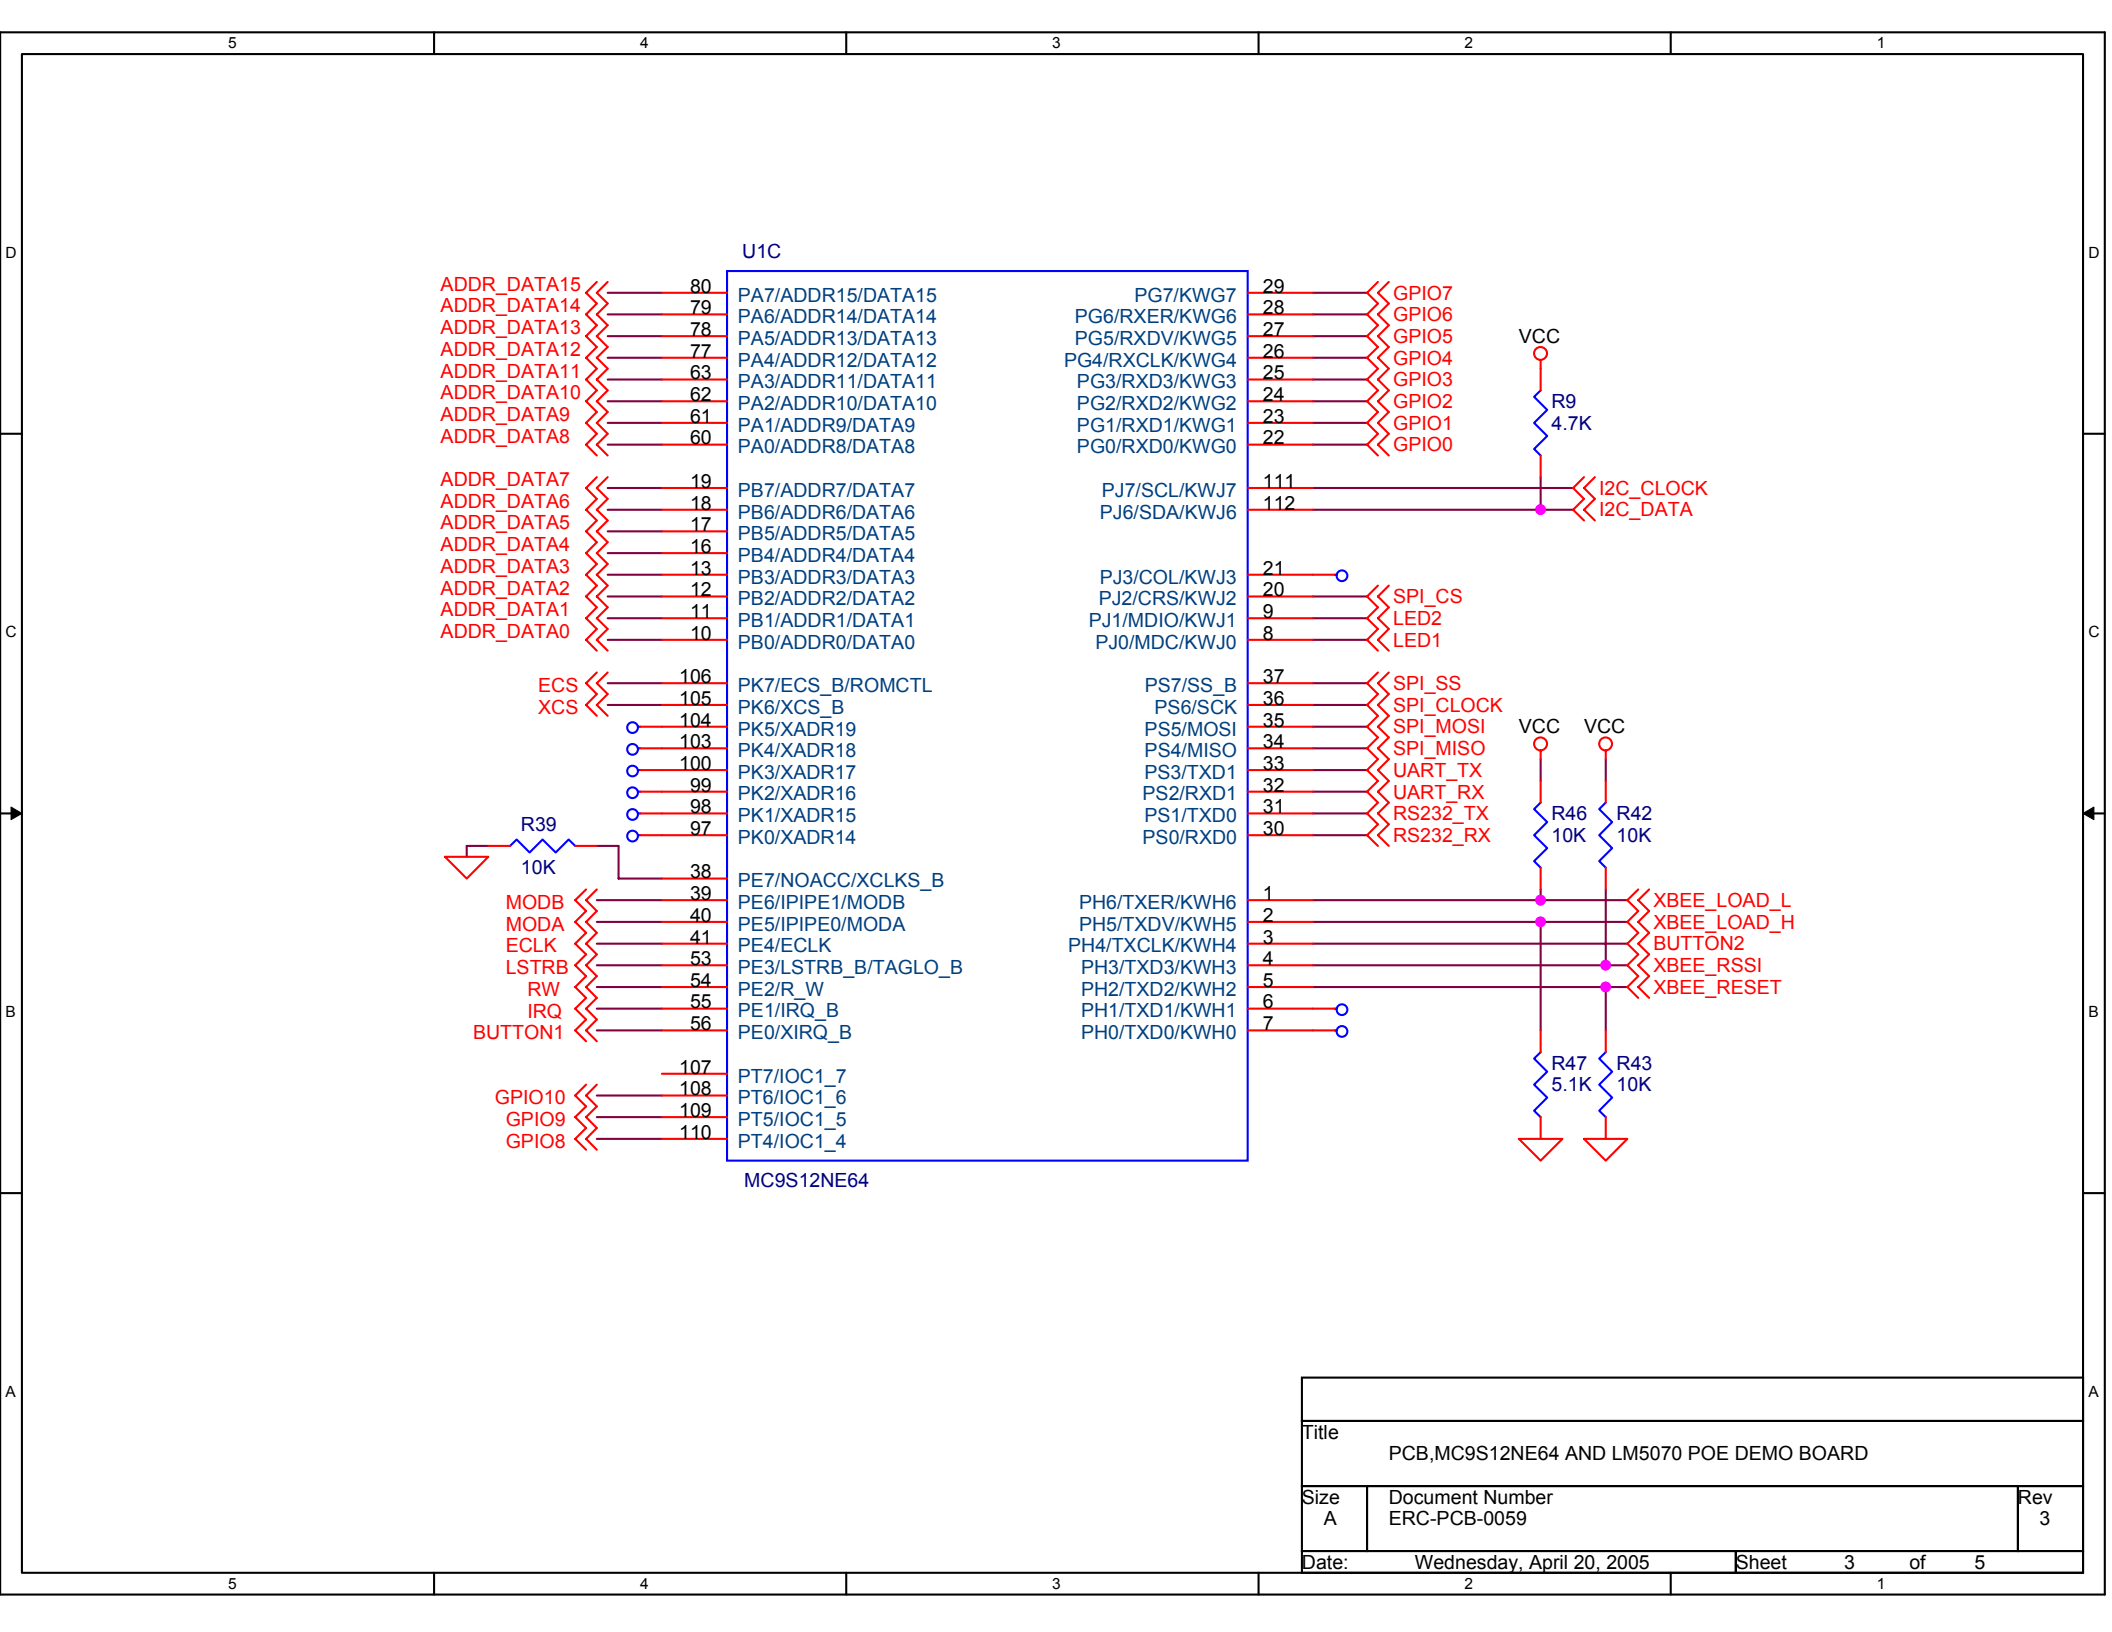 5 4 3 2 1
D D
C C
B B
A A
U1C
ADDR_DATA15 80 PA7/ADDR15/DATA15
ADDR_DATA14 79 PA6/ADDR14/DATA14
ADDR_DATA13 78 PA5/ADDR13/DATA13
ADDR_DATA12 77 PA4/ADDR12/DATA12
ADDR_DATA11 63 PA3/ADDR11/DATA11
ADDR_DATA10 62 PA2/ADDR10/DATA10
ADDR_DATA9 61 PA1/ADDR9/DATA9
ADDR_DATA8 60 PA0/ADDR8/DATA8
ADDR_DATA7 19 PB7/ADDR7/DATA7
ADDR_DATA6 18 PB6/ADDR6/DATA6
ADDR_DATA5 17 PB5/ADDR5/DATA5
ADDR_DATA4 16 PB4/ADDR4/DATA4
ADDR_DATA3 13 PB3/ADDR3/DATA3
ADDR_DATA2 12 PB2/ADDR2/DATA2
ADDR_DATA1 11 PB1/ADDR1/DATA1
ADDR_DATA0 10 PB0/ADDR0/DATA0
ECS 106 PK7/ECS_B/ROMCTL
XCS 105 PK6/XCS_B
104 PK5/XADR19
103 PK4/XADR18
100 PK3/XADR17
99 PK2/XADR16
98 PK1/XADR15
97 PK0/XADR14
R39
10K
38 PE7/NOACC/XCLKS_B
MODB 39 PE6/IPIPE1/MODB
MODA 40 PE5/IPIPE0/MODA
ECLK 41 PE4/ECLK
LSTRB 53 PE3/LSTRB_B/TAGLO_B
RW 54 PE2/R_W
IRQ 55 PE1/IRQ_B
BUTTON1 56 PE0/XIRQ_B
107 PT7/IOC1_7
GPIO10 108 PT6/IOC1_6
GPIO9 109 PT5/IOC1_5
GPIO8 110 PT4/IOC1_4
MC9S12NE64
PG7/KWG7 29 GPIO7
PG6/RXER/KWG6 28 GPIO6
PG5/RXDV/KWG5 27 GPIO5
PG4/RXCLK/KWG4 26 GPIO4
PG3/RXD3/KWG3 25 GPIO3
PG2/RXD2/KWG2 24 GPIO2
PG1/RXD1/KWG1 23 GPIO1
PG0/RXD0/KWG0 22 GPIO0
VCC
R9
4.7K
PJ7/SCL/KWJ7 111 I2C_CLOCK
PJ6/SDA/KWJ6 112 I2C_DATA
PJ3/COL/KWJ3 21
PJ2/CRS/KWJ2 20 SPI_CS
PJ1/MDIO/KWJ1 9 LED2
PJ0/MDC/KWJ0 8 LED1
PS7/SS_B 37 SPI_SS
PS6/SCK 36 SPI_CLOCK
PS5/MOSI 35 SPI_MOSI
PS4/MISO 34 SPI_MISO
PS3/TXD1 33 UART_TX
PS2/RXD1 32 UART_RX
PS1/TXD0 31 RS232_TX
PS0/RXD0 30 RS232_RX
VCC VCC
R46 R42
10K 10K
PH6/TXER/KWH6 1 XBEE_LOAD_L
PH5/TXDV/KWH5 2 XBEE_LOAD_H
PH4/TXCLK/KWH4 3 BUTTON2
PH3/TXD3/KWH3 4 XBEE_RSSI
PH2/TXD2/KWH2 5 XBEE_RESET
PH1/TXD1/KWH1 6
PH0/TXD0/KWH0 7
R47 R43
5.1K 10K
Title
PCB,MC9S12NE64 AND LM5070 POE DEMO BOARD
Size Document Number Rev
A ERC-PCB-0059 3
Date: Wednesday, April 20, 2005 Sheet 3 of 5
5 4 3 2 1